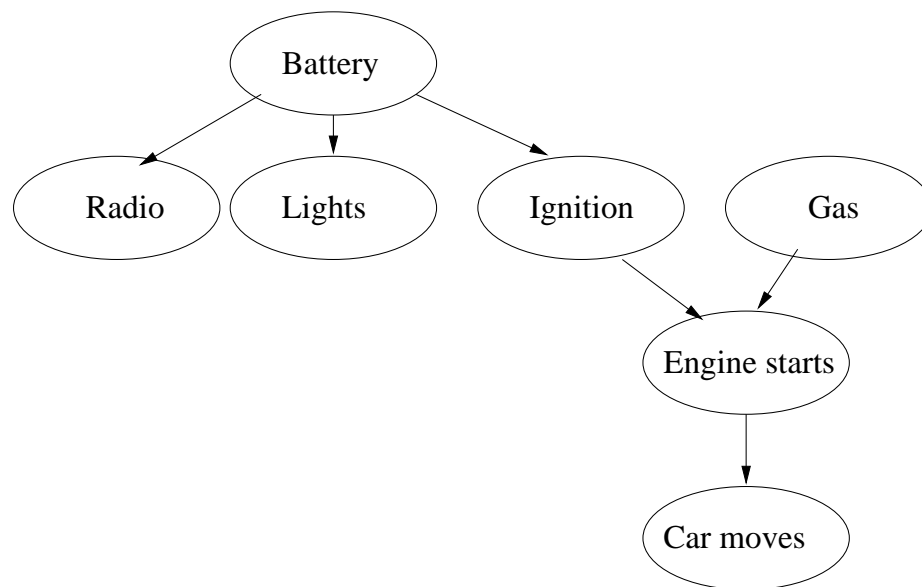 Battery
Radio
Lights
Ignition
Gas
Engine starts
Car moves